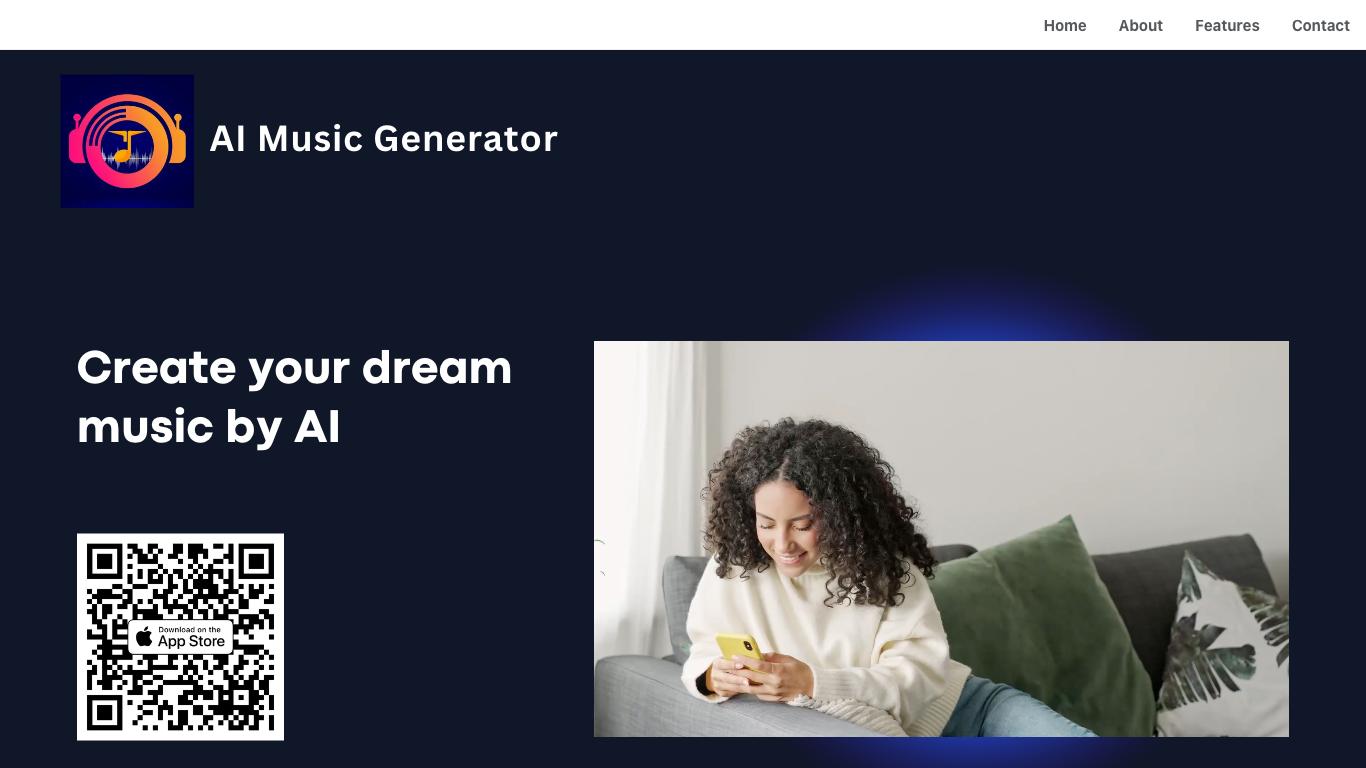 Home About Features Contact
AI Music Generator
Create your dream
music by AI
Download on the
App Store